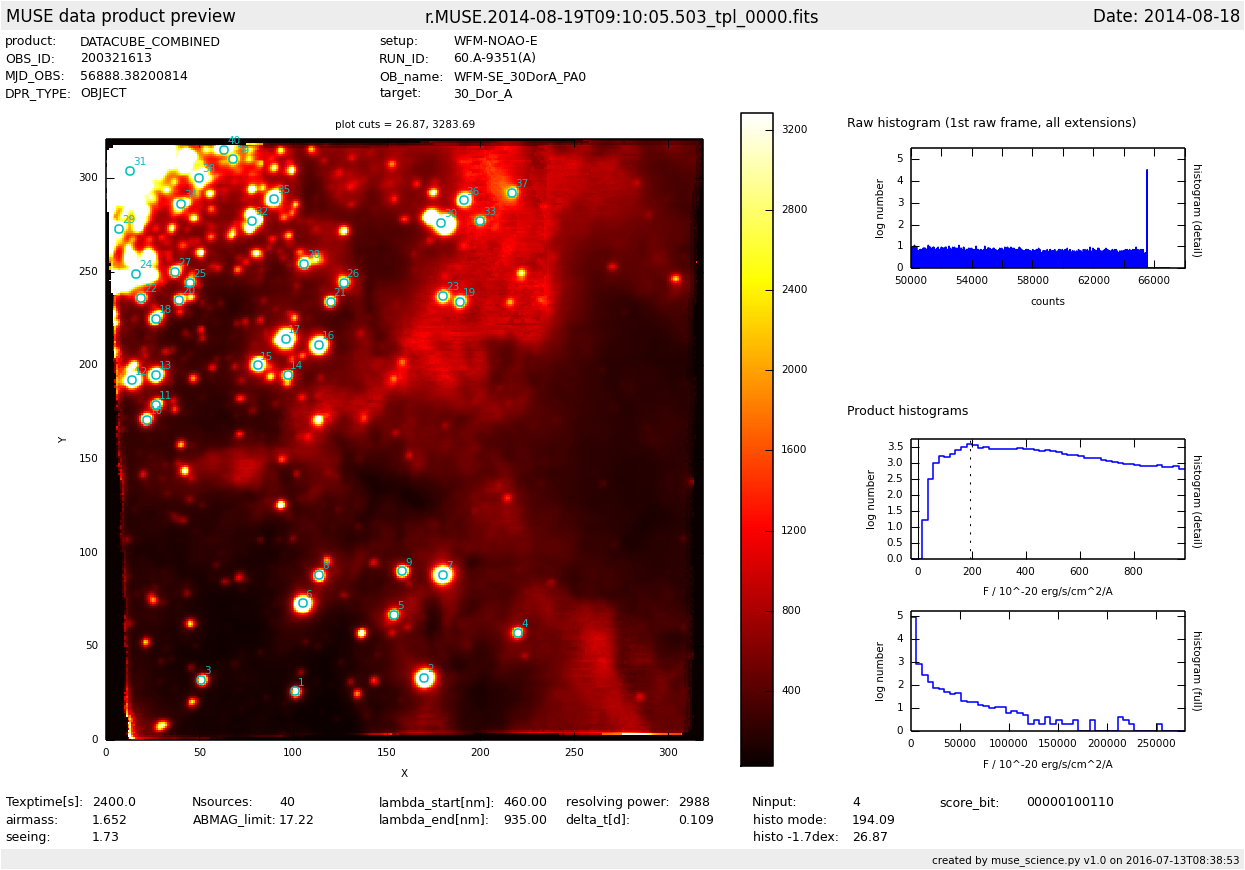 MUSE data product preview r.MUSE.2014-08-19T09:10:05.503_tpl_0000.fits Date: 2014-08-18
product: DATACUBE_COMBINED setup: WFM-NOAO-E
OBS_ID: 200321613 RUN_ID: 60.A-9351(A)
MJD_OBS: 56888.38200814 OB_name: WFM-SE_30DorA_PA0
DPR_TYPE: OBJECT target: 30_Dor_A
plot cuts = 26.87, 3283.69
300
250
200
150
100
50
0
Y
0 50 100 150 200 250 300
X
40
31
35
36
37
32
30
33
29
28
24
27
25
26
22
20
21
23
19
18
17
16
15
14
12
13
11
9
7
8
6
5
4
3
2
1
3200
2800
2400
2000
1600
1200
800
400
Raw histogram (1st raw frame, all extensions)
5
4
3
2
1
0
log number
histogram (detail)
50000 54000 58000 62000 66000
counts
Product histograms
3.5
3.0
2.5
2.0
1.5
1.0
0.5
0.0
log number
histogram (detail)
0 200 400 600 800
F / 10^-20 erg/s/cm^2/A
5
4
3
2
1
0
log number
histogram (full)
0 50000 100000 150000 200000 250000
F / 10^-20 erg/s/cm^2/A
Texptime[s]: 2400.0 Nsources: 40 lambda_start[nm]: 460.00 resolving power: 2988 Ninput: 4 score_bit: 00000100110
airmass: 1.652 ABMAG_limit: 17.22 lambda_end[nm]: 935.00 delta_t[d]: 0.109 histo mode: 194.09
seeing: 1.73 histo -1.7dex: 26.87
created by muse_science.py v1.0 on 2016-07-13T08:38:53